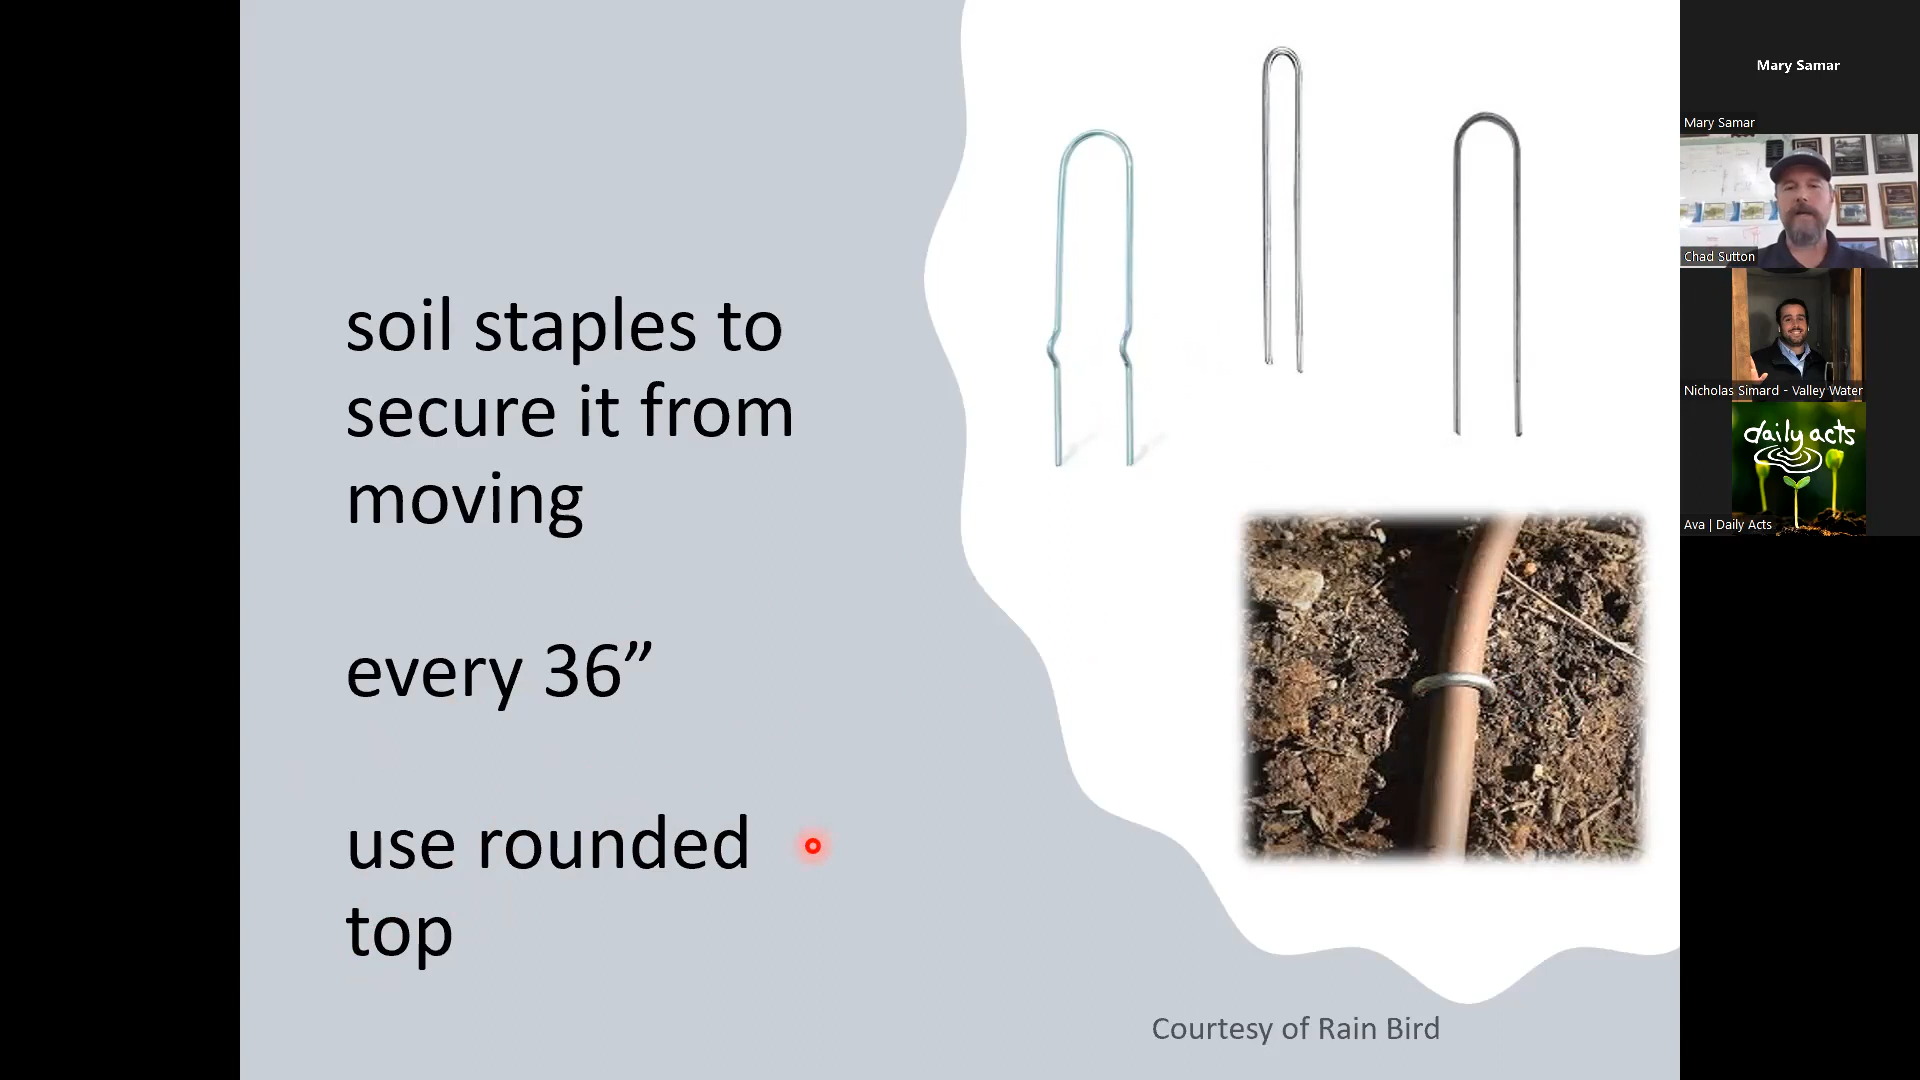 soil staples to
secure it from
moving
every 36”
use rounded
top
Courtesy of Rain Bird
Mary Samar
Mary Samar
Chad Sutton
Nicholas Simard - Valley Water
daily acts
Ava | Daily Acts